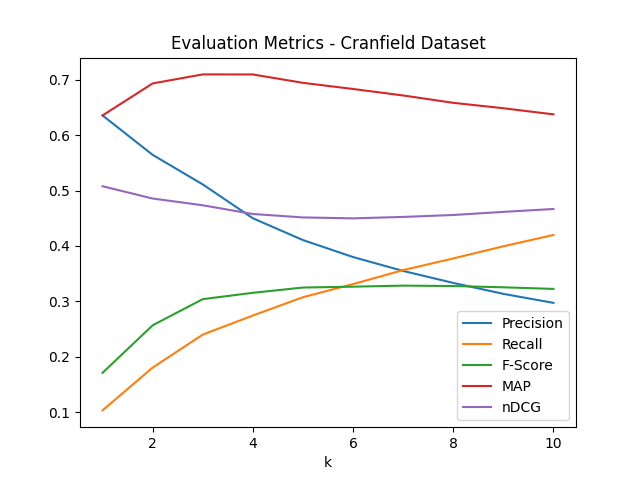 Evaluation Metrics - Cranfield Dataset
0.7
0.6
0.5
0.4
0.3
0.2
0.1
2 4 6 8 10
k
Precision
Recall
F-Score
MAP
nDCG